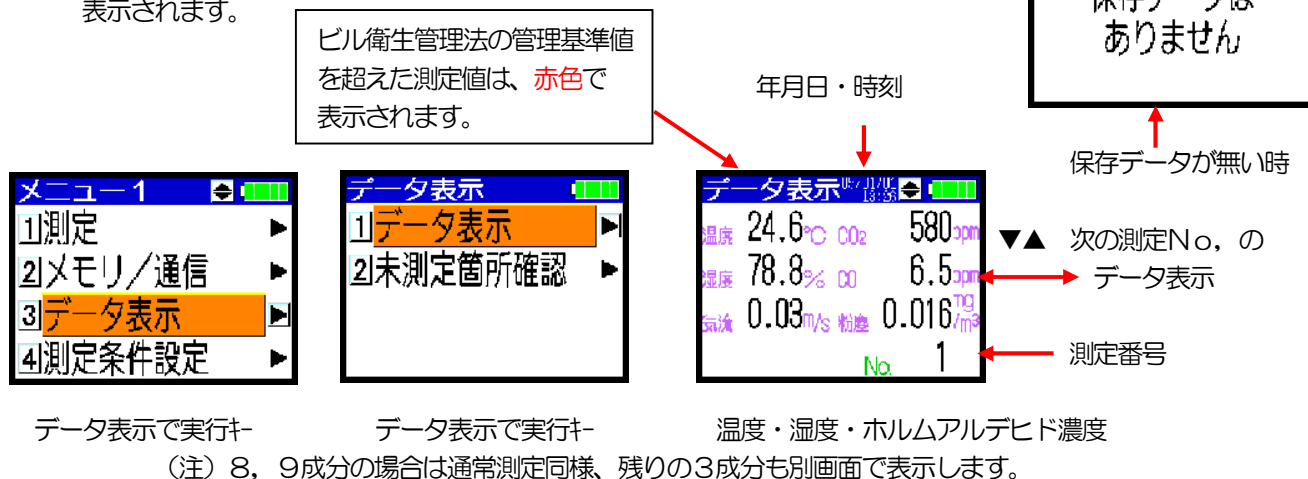 表示されます。
ありません
ビル衛生管理法の管理基準値
を超えた測定値は、赤色で
表示されます。
年月日・時刻
保存データが無い時
メニュー1
1測定
2メモリ/通信
3データ表示
4測定条件設定
データ表示
1データ表示
2未測定箇所確認
データ表示
温度 24.6℃ CO2 580ppm
湿度 78.8% CO 6.5ppm
気流 0.03m/s 粉塵 0.016mg/m3
No. 1
▼▲ 次の測定No,の
データ表示
測定番号
データ表示で実行キー
データ表示で実行キー
温度・湿度・ホルムアルデヒド濃度
(注)8,9成分の場合は通常測定同様、残りの3成分も別画面で表示します。